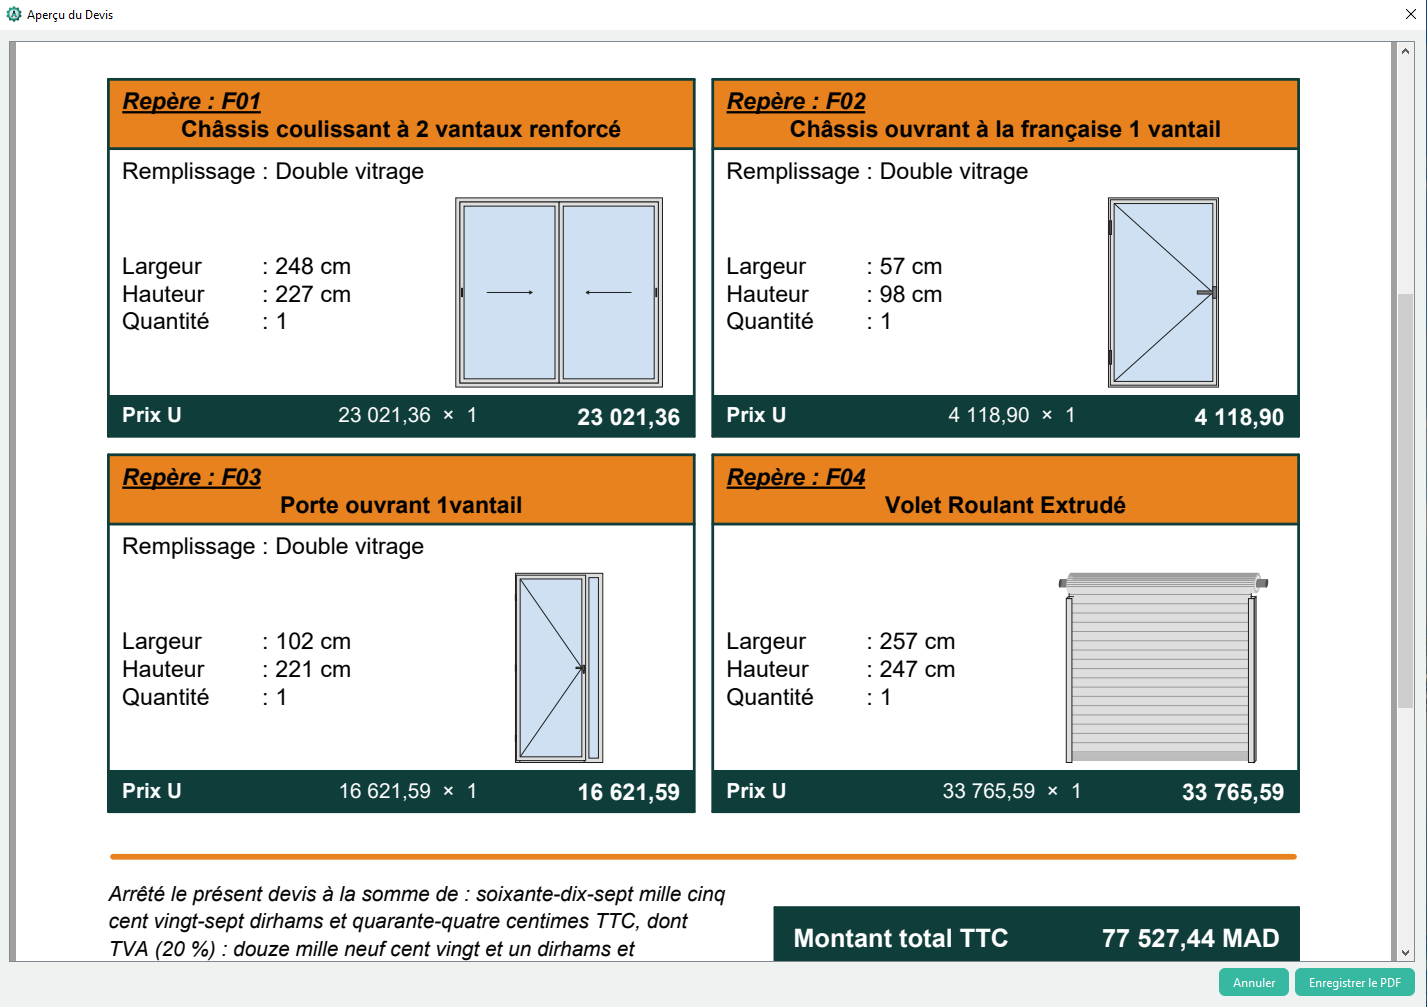 Aperçu du Devis
Repère : F01
Châssis coulissant à 2 vantaux renforcé
Remplissage : Double vitrage
Largeur : 248 cm
Hauteur : 227 cm
Quantité : 1
Prix U 23 021,36 × 1 23 021,36
Repère : F02
Châssis ouvrant à la française 1 vantail
Remplissage : Double vitrage
Largeur : 57 cm
Hauteur : 98 cm
Quantité : 1
Prix U 4 118,90 × 1 4 118,90
Repère : F03
Porte ouvrant 1vantail
Remplissage : Double vitrage
Largeur : 102 cm
Hauteur : 221 cm
Quantité : 1
Prix U 16 621,59 × 1 16 621,59
Repère : F04
Volet Roulant Extrudé
Largeur : 257 cm
Hauteur : 247 cm
Quantité : 1
Prix U 33 765,59 × 1 33 765,59
Arrêté le présent devis à la somme de : soixante-dix-sept mille cinq
cent vingt-sept dirhams et quarante-quatre centimes TTC, dont
TVA (20 %) : douze mille neuf cent vingt et un dirhams et
Montant total TTC 77 527,44 MAD
Annuler
Enregistrer le PDF